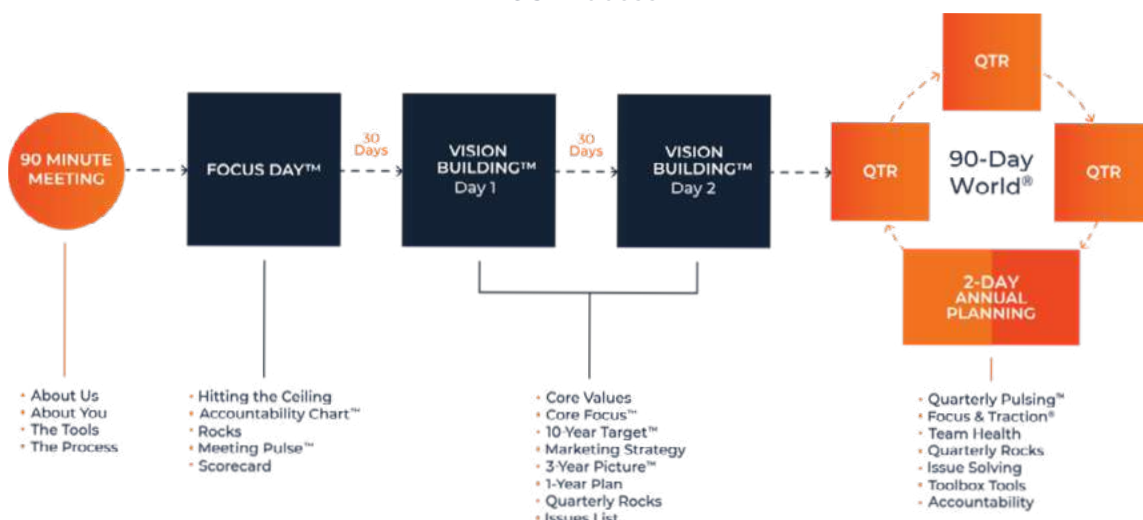 90 MINUTE
MEETING
FOCUS DAY™
30
Days
VISION
BUILDING™
Day 1
30
Days
VISION
BUILDING™
Day 2
QTR
QTR
90-Day
World®
QTR
2-DAY
ANNUAL
PLANNING
• About Us
• About You
• The Tools
• The Process
• Hitting the Ceiling
• Accountability Chart™
• Rocks
• Meeting Pulse™
• Scorecard
• Core Values
• Core Focus™
• 10-Year Target™
• Marketing Strategy
• 3-Year Picture™
• 1-Year Plan
• Quarterly Rocks
• Issues List
• Quarterly Pulsing™
• Focus & Traction®
• Team Health
• Quarterly Rocks
• Issue Solving
• Toolbox Tools
• Accountability